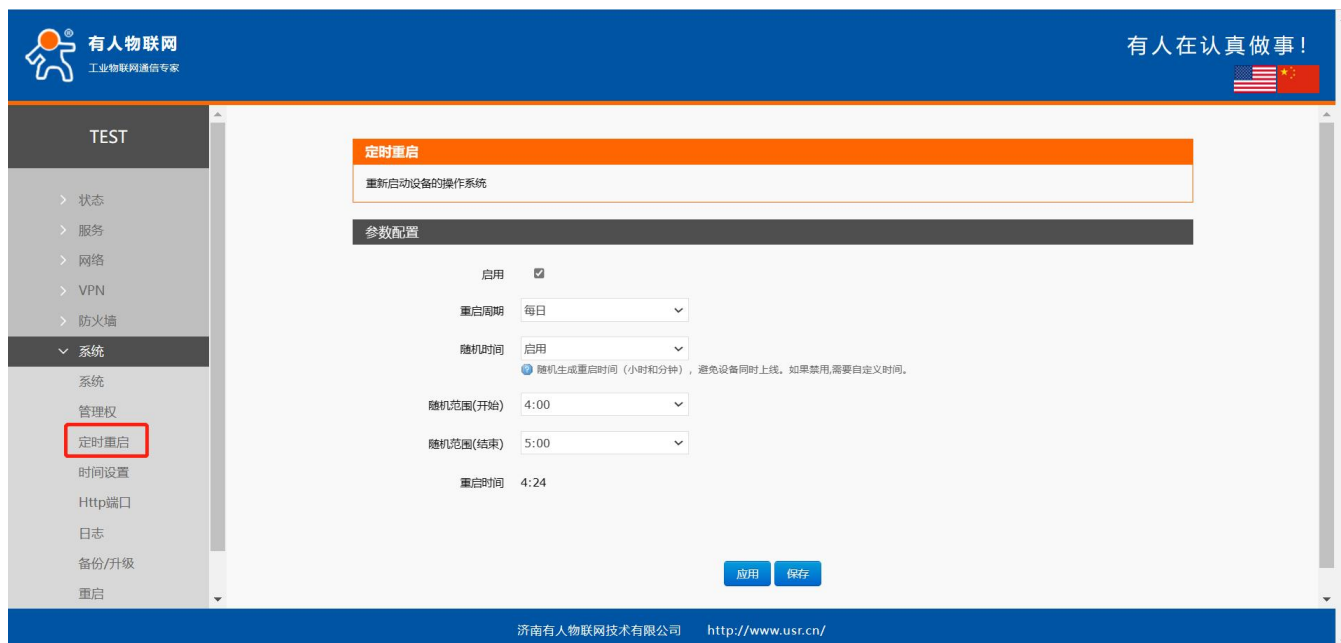 有人物联网
工业物联网通信专家
有人在认真做事！
TEST
状态
服务
网络
VPN
防火墙
系统
系统
管理权
定时重启
时间设置
Http端口
日志
备份/升级
重启
定时重启
重新启动设备的操作系统
参数配置
启用
重启周期 每日
随机时间 启用
随机生成重启时间（小时和分钟），避免设备同时上线。如果禁用,需要自定义时间。
随机范围(开始) 4:00
随机范围(结束) 5:00
重启时间 4:24
应用 保存
济南有人物联网技术有限公司 http://www.usr.cn/